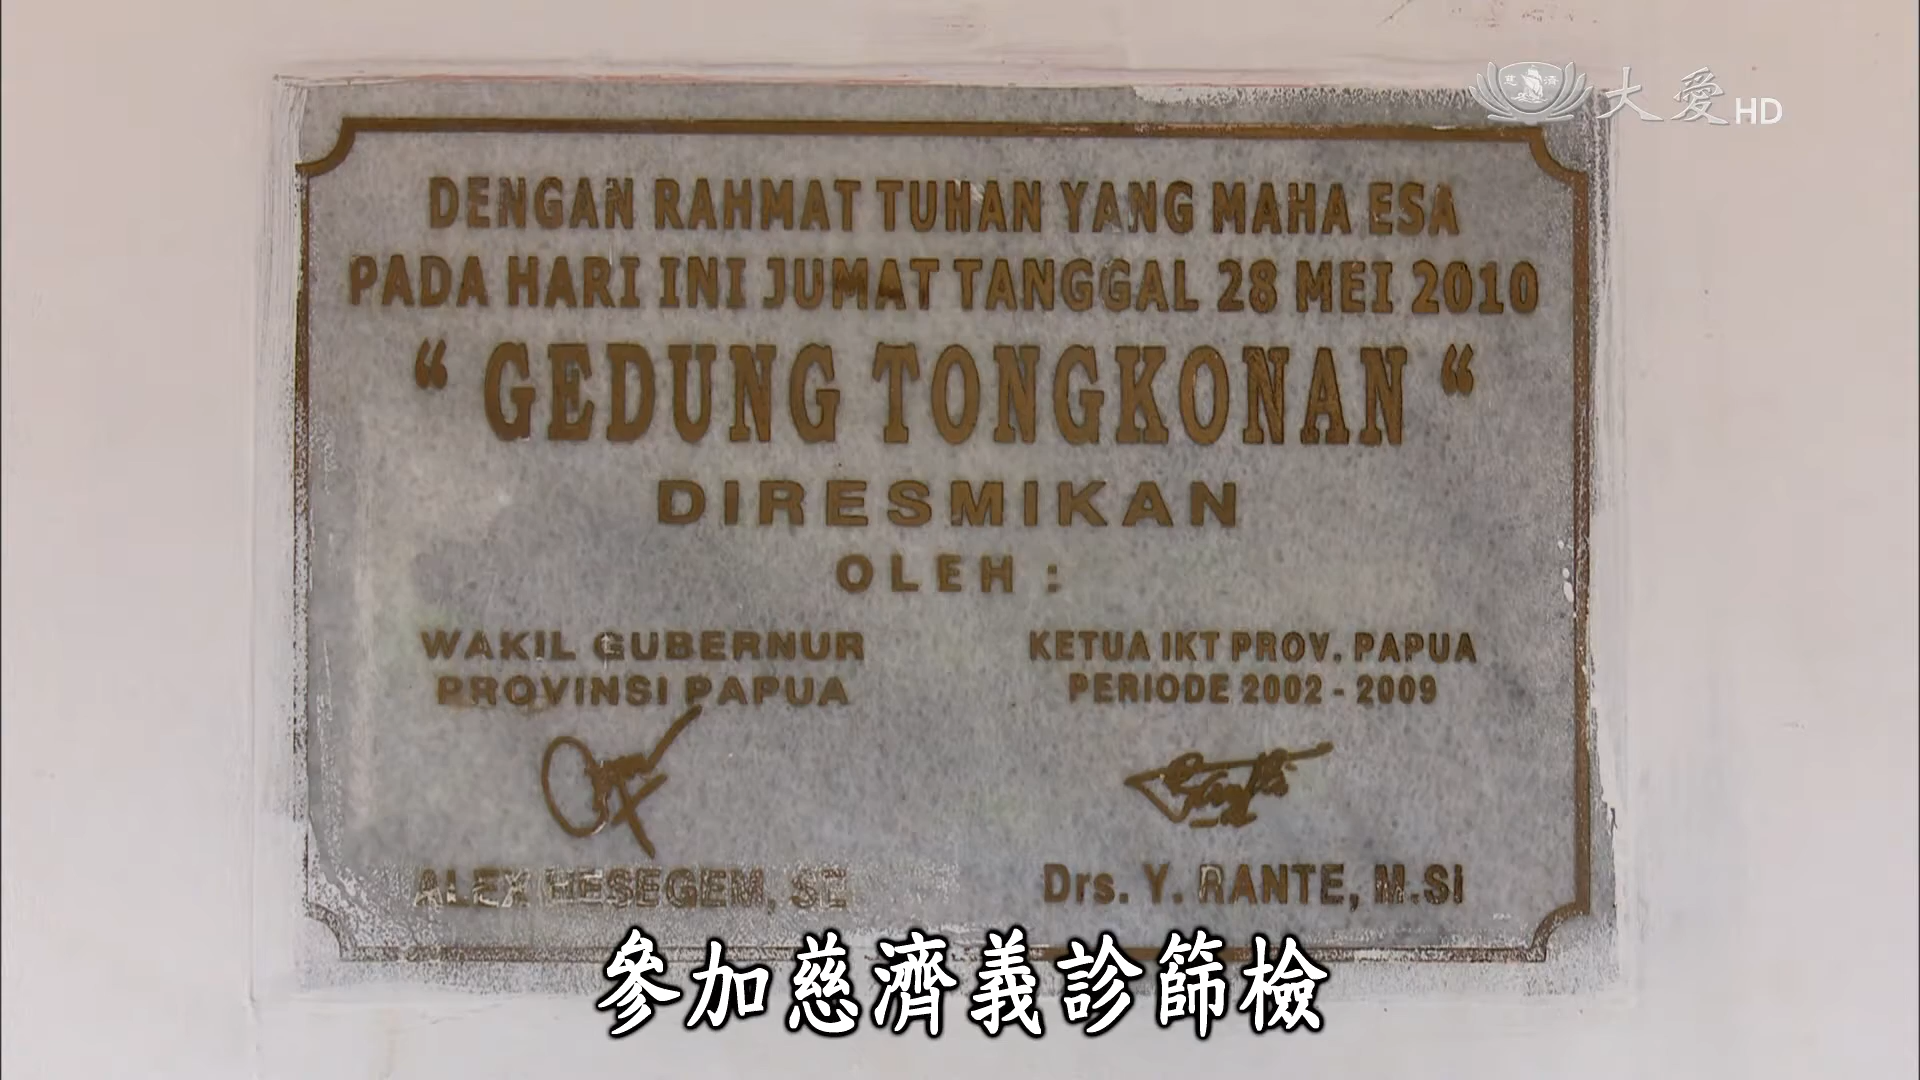 大愛HD
DENGAN RAHMAT TUHAN YANG MAHA ESA
PADA HARI INI JUMAT TANGGAL 28 MEI 2010
“ GEDUNG TONGKONAN “
DIRESMIKAN
OLEH :
WAKIL GUBERNUR
PROVINSI PAPUA
KETUA IKT PROV. PAPUA
PERIODE 2002 - 2009
ALEX HESEGEM, SE
Drs. Y. RANTE, M.Si
參加慈濟義診篩檢